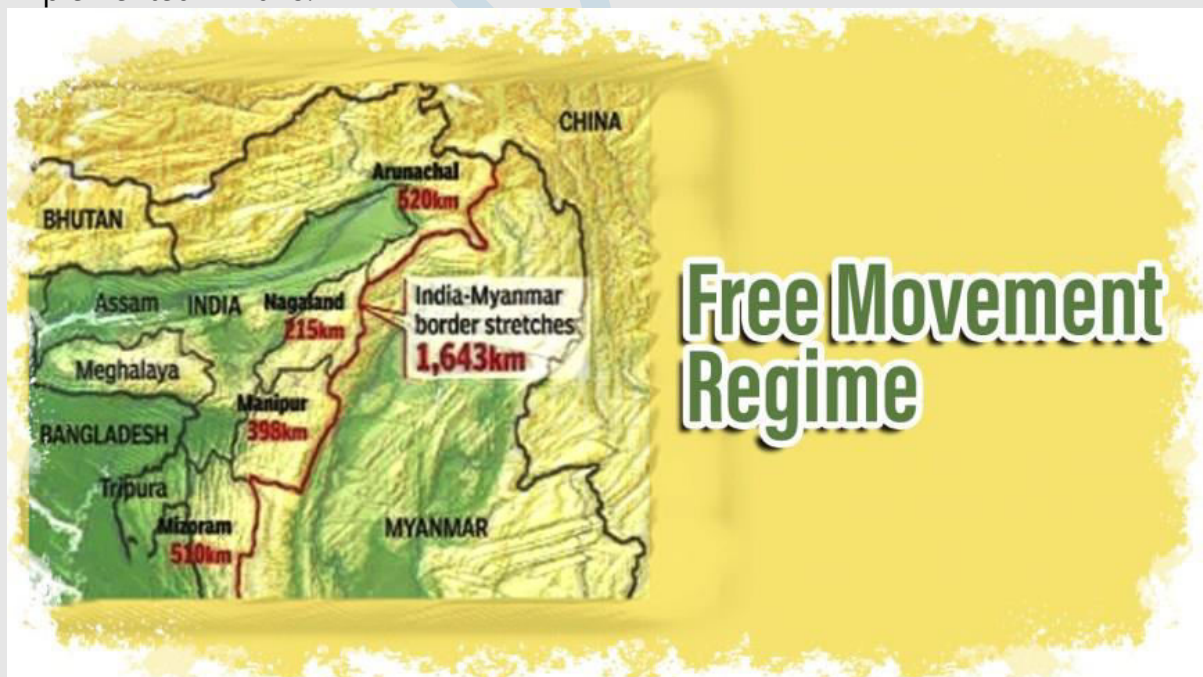 CHINA
Arunachal
520km
BHUTAN
Assam INDIA Nagaland
215km
India-Myanmar
border stretches
1,643km
Meghalaya
Manipur
398km
BANGLADESH
Tripura
Mizoram
510km
MYANMAR
Free Movement
Regime